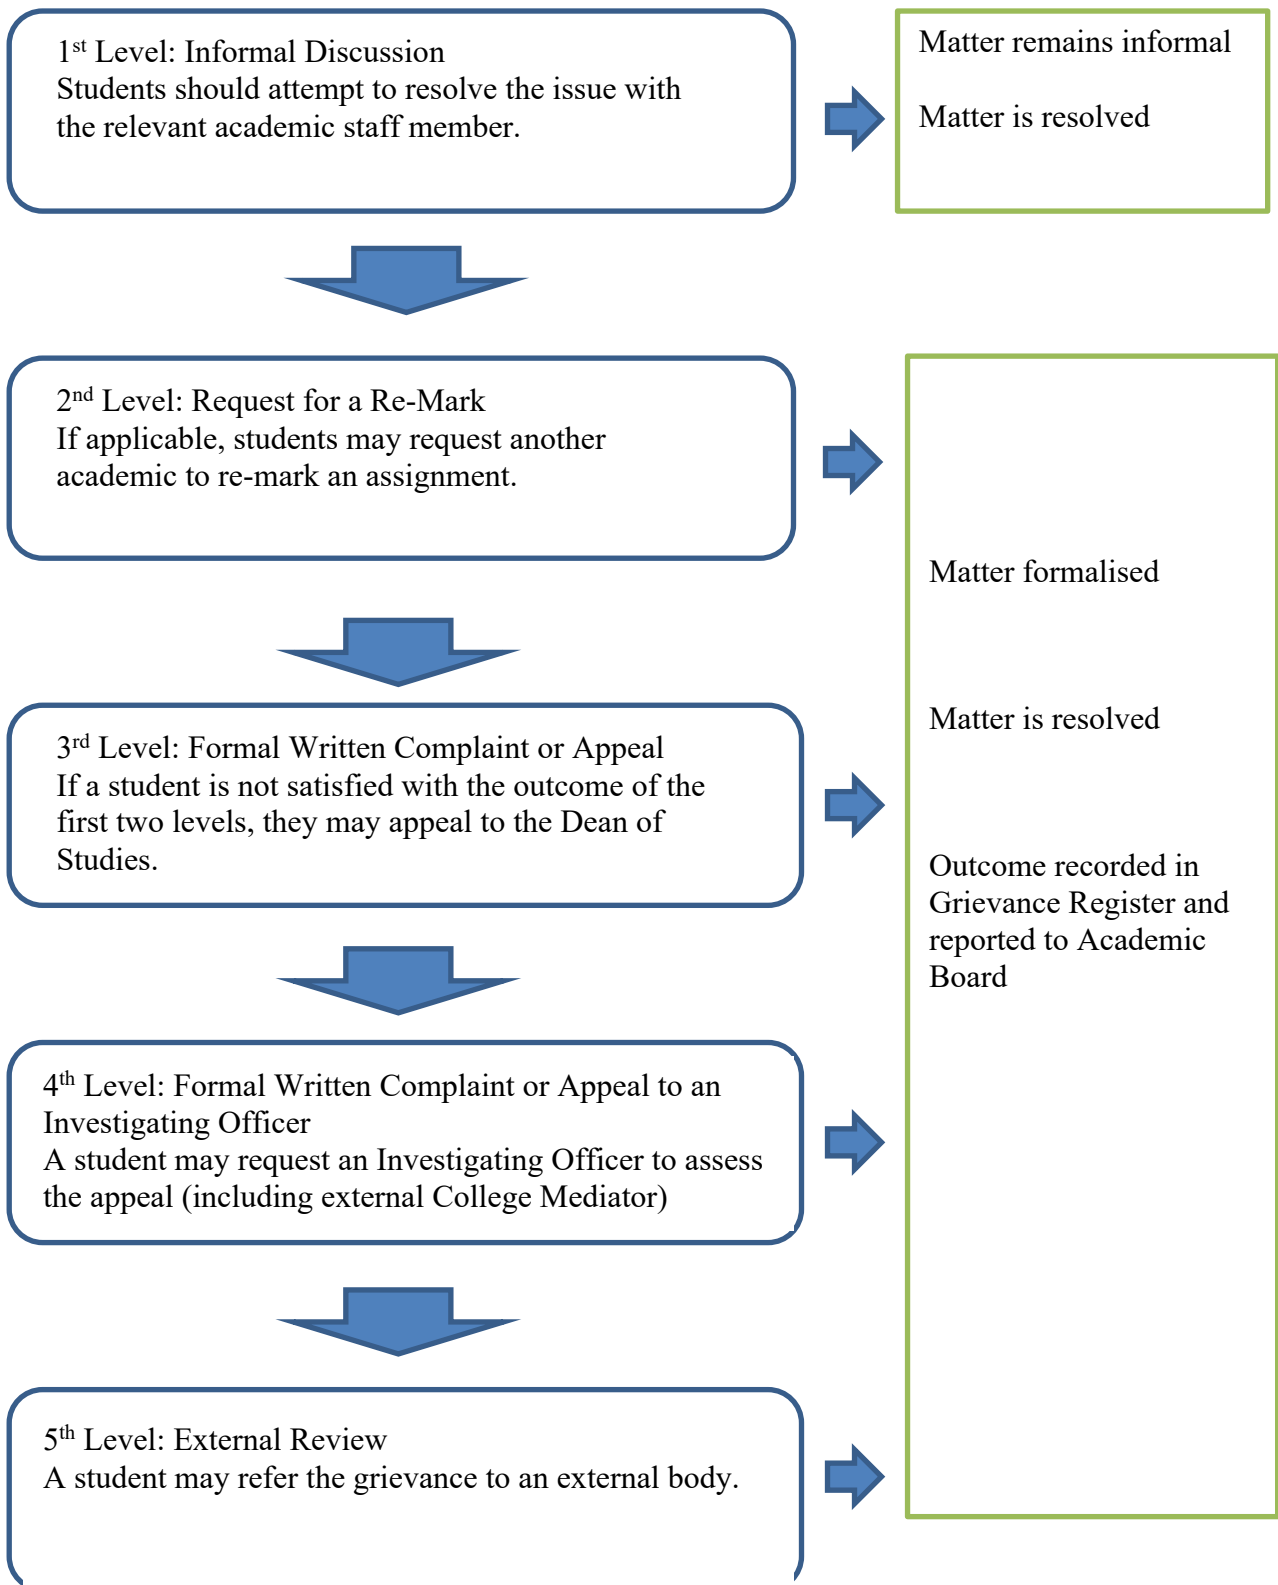 1st Level: Informal Discussion
Students should attempt to resolve the issue with
the relevant academic staff member.
Matter remains informal
Matter is resolved
2nd Level: Request for a Re-Mark
If applicable, students may request another
academic to re-mark an assignment.
3rd Level: Formal Written Complaint or Appeal
If a student is not satisfied with the outcome of the
first two levels, they may appeal to the Dean of
Studies.
4th Level: Formal Written Complaint or Appeal to an
Investigating Officer
A student may request an Investigating Officer to assess
the appeal (including external College Mediator)
5th Level: External Review
A student may refer the grievance to an external body.
Matter formalised
Matter is resolved
Outcome recorded in
Grievance Register and
reported to Academic
Board